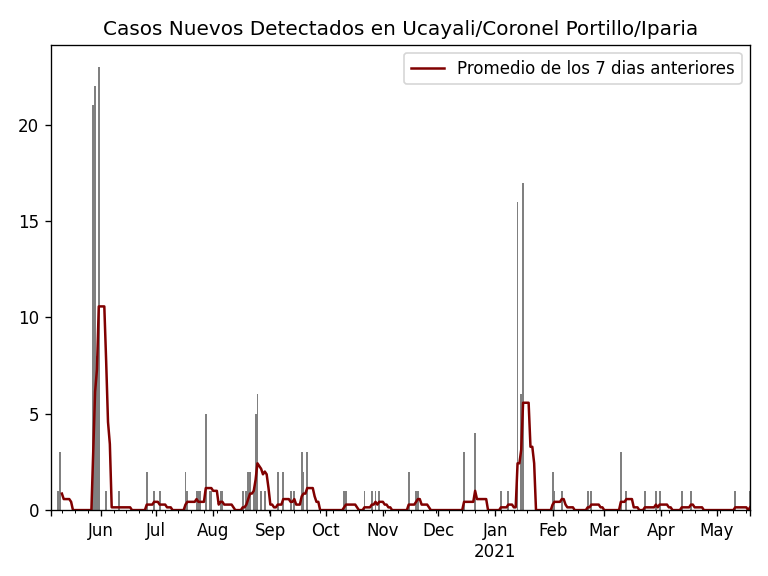 Casos Nuevos Detectados en Ucayali/Coronel Portillo/Iparia
Promedio de los 7 dias anteriores
20
15
10
5
0
Jun Jul Aug Sep Oct Nov Dec Jan Feb Mar Apr May
2021